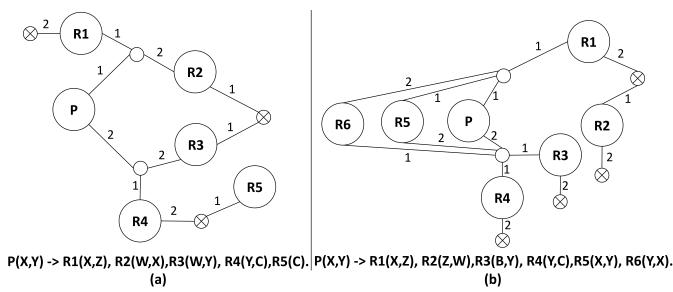 2 R1 1 2 R2
1 1
P
2 R3 1
2
1 R5
R4 2 1
P(X,Y) -> R1(X,Z), R2(W,X),R3(W,Y), R4(Y,C),R5(C).
(a)
R1
1 2
2 1 1
1 R2
R6 R5 P
2 2 1 R3 2
1 1
R4 2
2
P(X,Y) -> R1(X,Z), R2(Z,W),R3(B,Y), R4(Y,C),R5(X,Y), R6(Y,X).
(b)